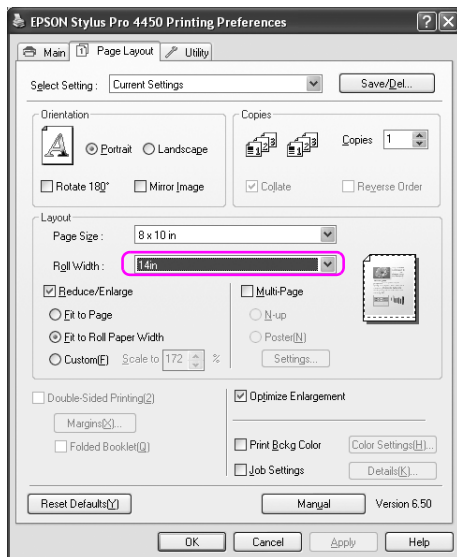 EPSON Stylus Pro 4450 Printing Preferences
Main Page Layout Utility
Select Setting : Current Settings Save/Del...
Orientation Copies
Portrait Landscape Copies 1
Rotate 180° Mirror Image Collate Reverse Order
Layout
Page Size : 8 x 10 in
Roll Width : 14in
Reduce/Enlarge Multi-Page
Fit to Page N-up
Fit to Roll Paper Width Poster(N)
Custom(F) Scale to 172 % Settings...
Double-Sided Printing(2) Optimize Enlargement
Margins(X)...
Folded Booklet(Q) Print Bckg Color Color Settings(H)...
Job Settings Details(K)...
Reset Defaults(Y) Manual Version 6.50
OK Cancel Apply Help